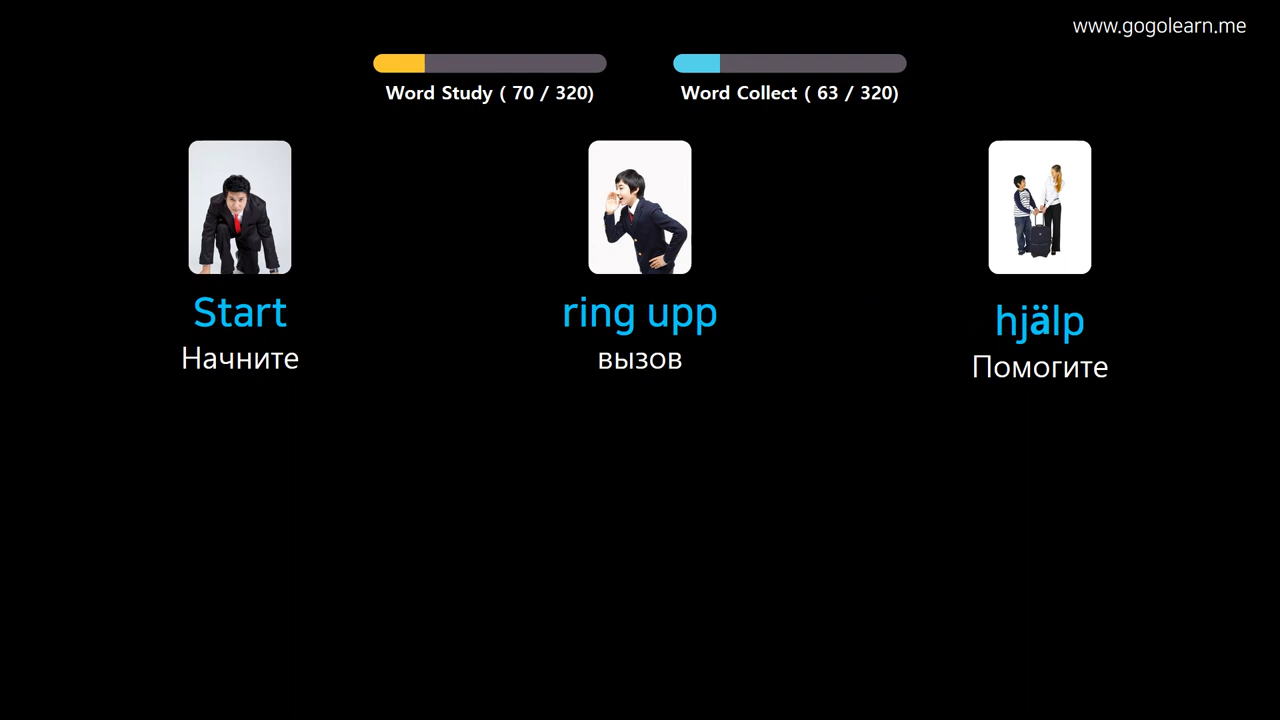 www.gogolearn.me
Word Study ( 70 / 320)
Word Collect ( 63 / 320)
Start
Начните
ring upp
вызов
hjälp
Помогите